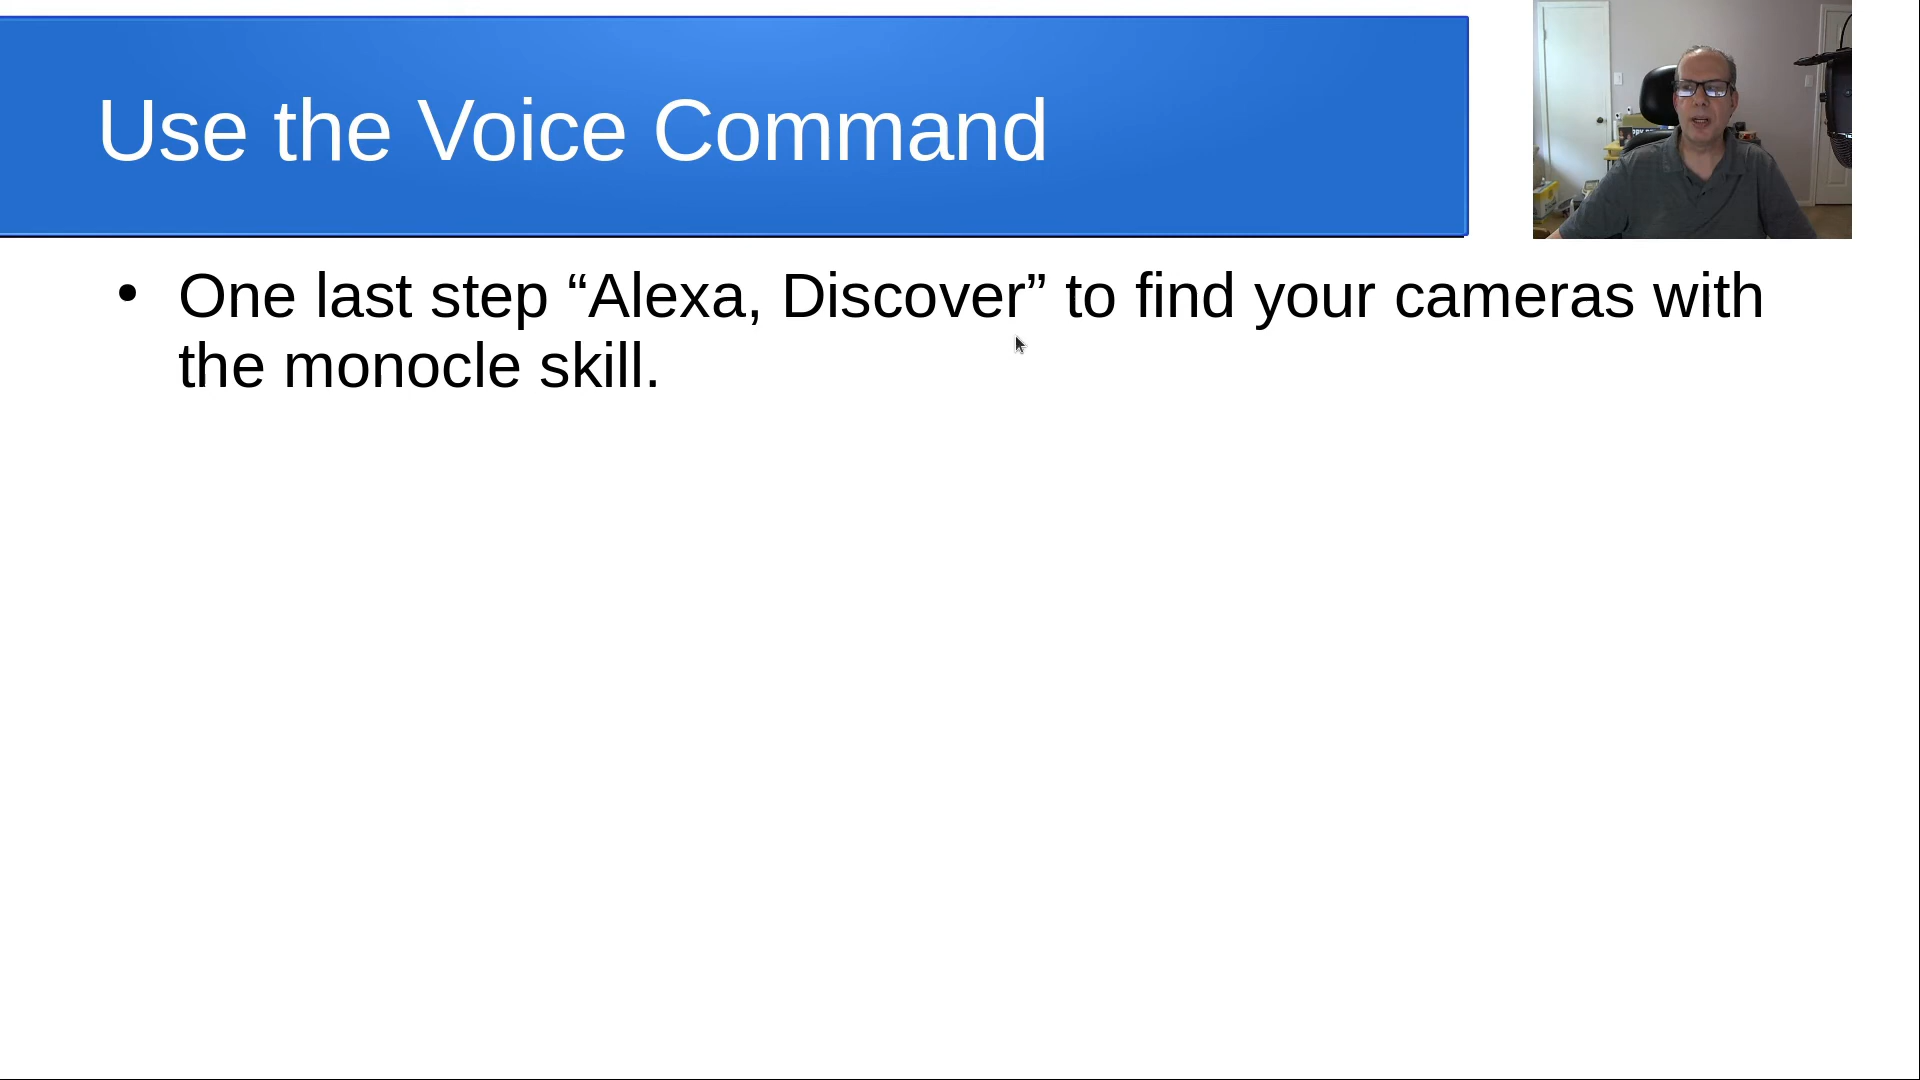 Use the Voice Command
• One last step “Alexa, Discover” to find your cameras with
the monocle skill.